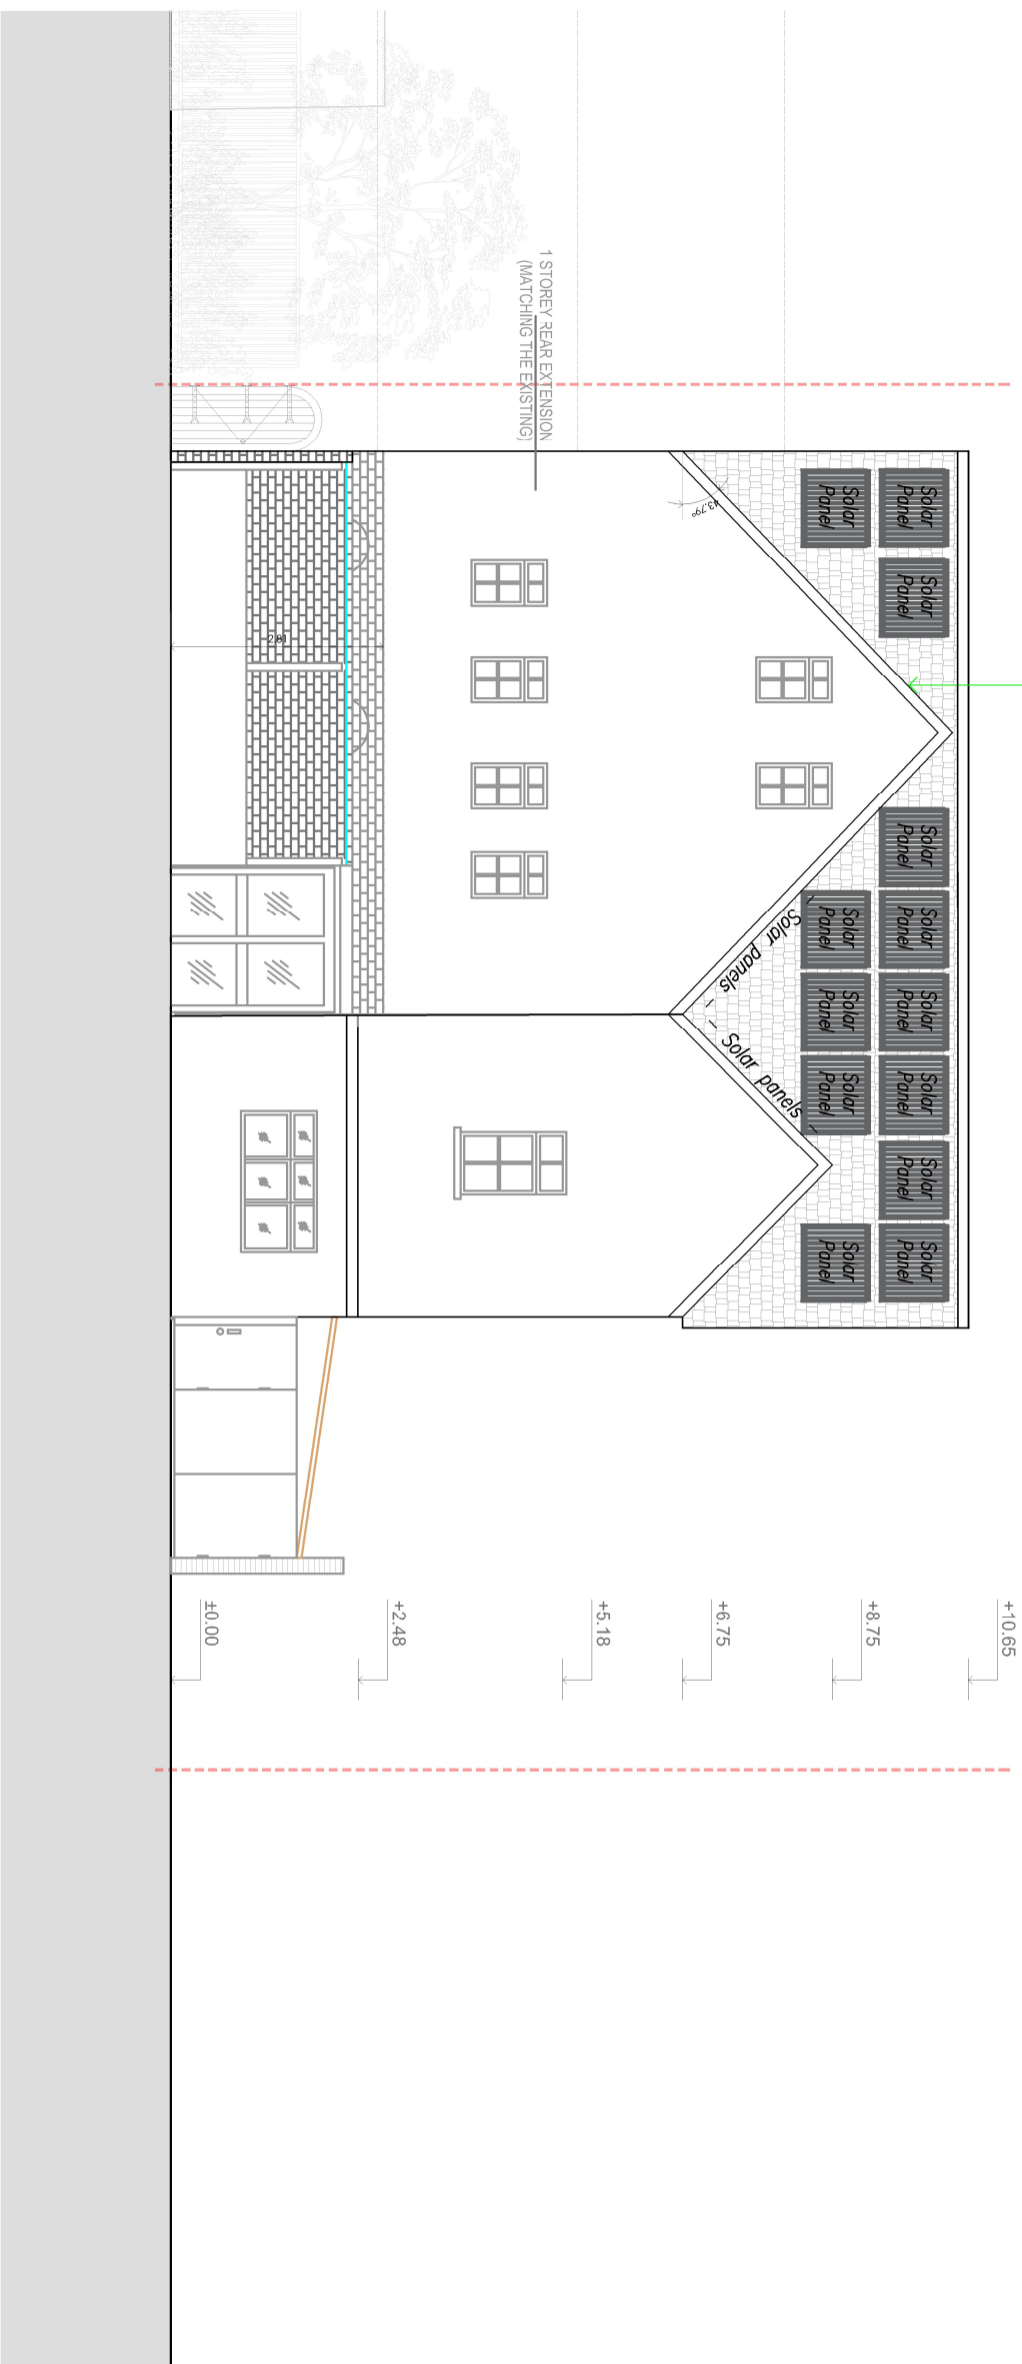 +10.65
Solar
Panel
Solar
Panel
Solar
Panel
Solar
Panel
Solar
Panel
Solar
Panel
Solar
Panel
Solar
Panel
+8.75
Solar
Panel
Solar
Panel
Solar
Panel
Solar
Panel
Solar
Panel
Solar panels
Solar panels
43,79°
+6.75
+5.18
1 STOREY REAR EXTENSION
(MATCHING THE EXISTING)
+2.48
2.81
±0.00